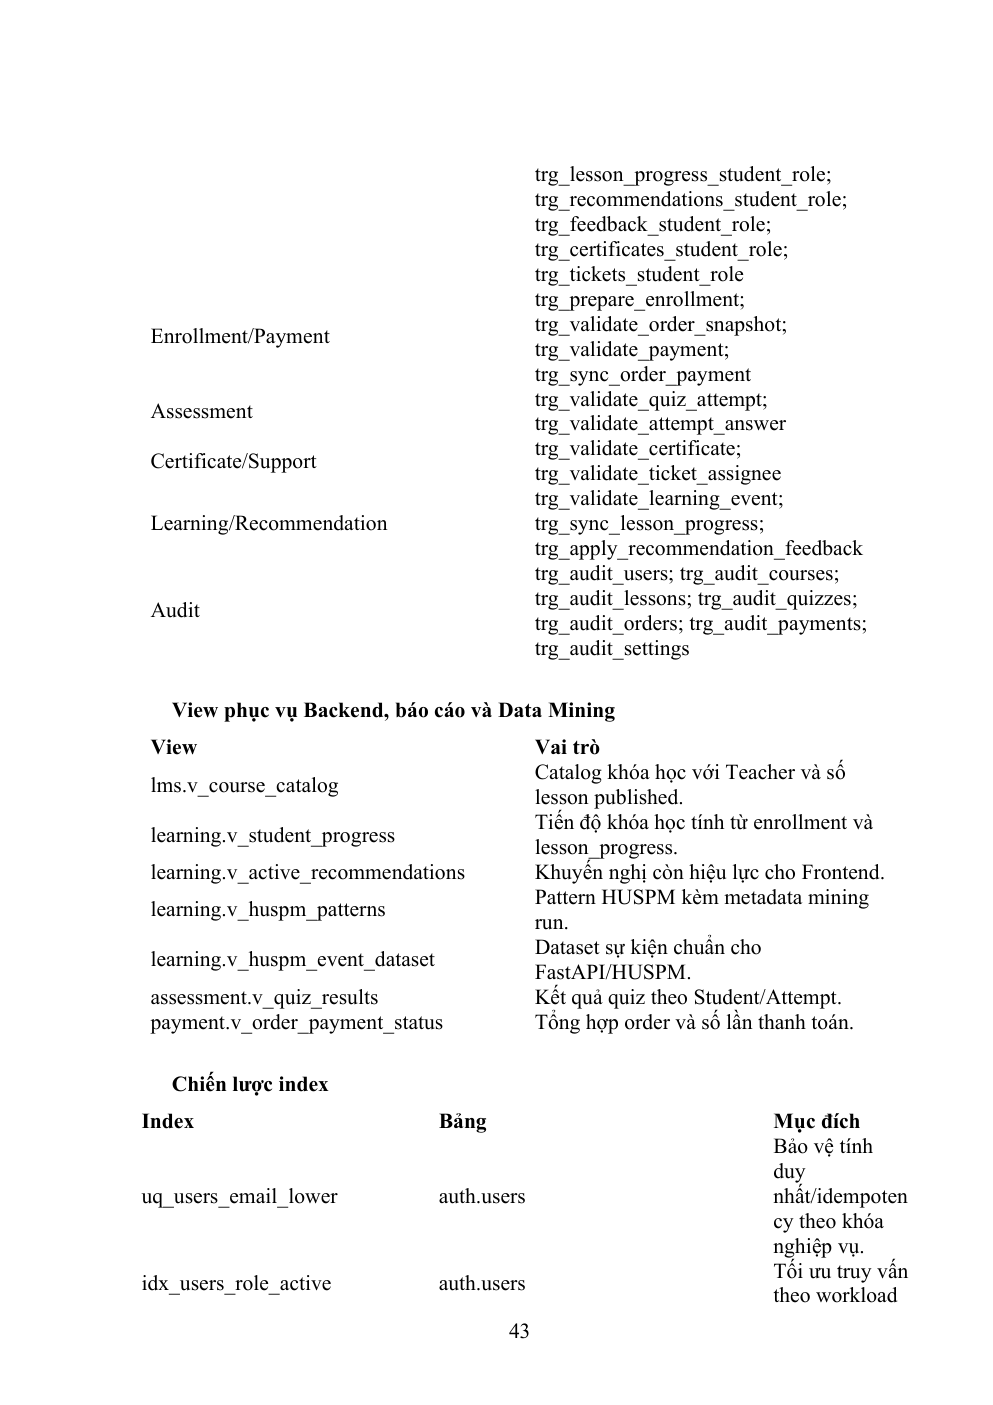 trg_lesson_progress_student_role;
trg_recommendations_student_role;
trg_feedback_student_role;
trg_certificates_student_role;
trg_tickets_student_role
Enrollment/Payment
trg_prepare_enrollment;
trg_validate_order_snapshot;
trg_validate_payment;
trg_sync_order_payment
Assessment
trg_validate_quiz_attempt;
trg_validate_attempt_answer
Certificate/Support
trg_validate_certificate;
trg_validate_ticket_assignee
Learning/Recommendation
trg_validate_learning_event;
trg_sync_lesson_progress;
trg_apply_recommendation_feedback
Audit
trg_audit_users; trg_audit_courses;
trg_audit_lessons; trg_audit_quizzes;
trg_audit_orders; trg_audit_payments;
trg_audit_settings
View phục vụ Backend, báo cáo và Data Mining
View Vai trò
lms.v_course_catalog
Catalog khóa học với Teacher và số
lesson published.
learning.v_student_progress
Tiến độ khóa học tính từ enrollment và
lesson_progress.
learning.v_active_recommendations Khuyến nghị còn hiệu lực cho Frontend.
learning.v_huspm_patterns
Pattern HUSPM kèm metadata mining
run.
learning.v_huspm_event_dataset
Dataset sự kiện chuẩn cho
FastAPI/HUSPM.
assessment.v_quiz_results Kết quả quiz theo Student/Attempt.
payment.v_order_payment_status Tổng hợp order và số lần thanh toán.
Chiến lược index
Index Bảng Mục đích
uq_users_email_lower auth.users
Bảo vệ tính
duy
nhất/idempoten
cy theo khóa
nghiệp vụ.
idx_users_role_active auth.users
Tối ưu truy vấn
theo workload
43